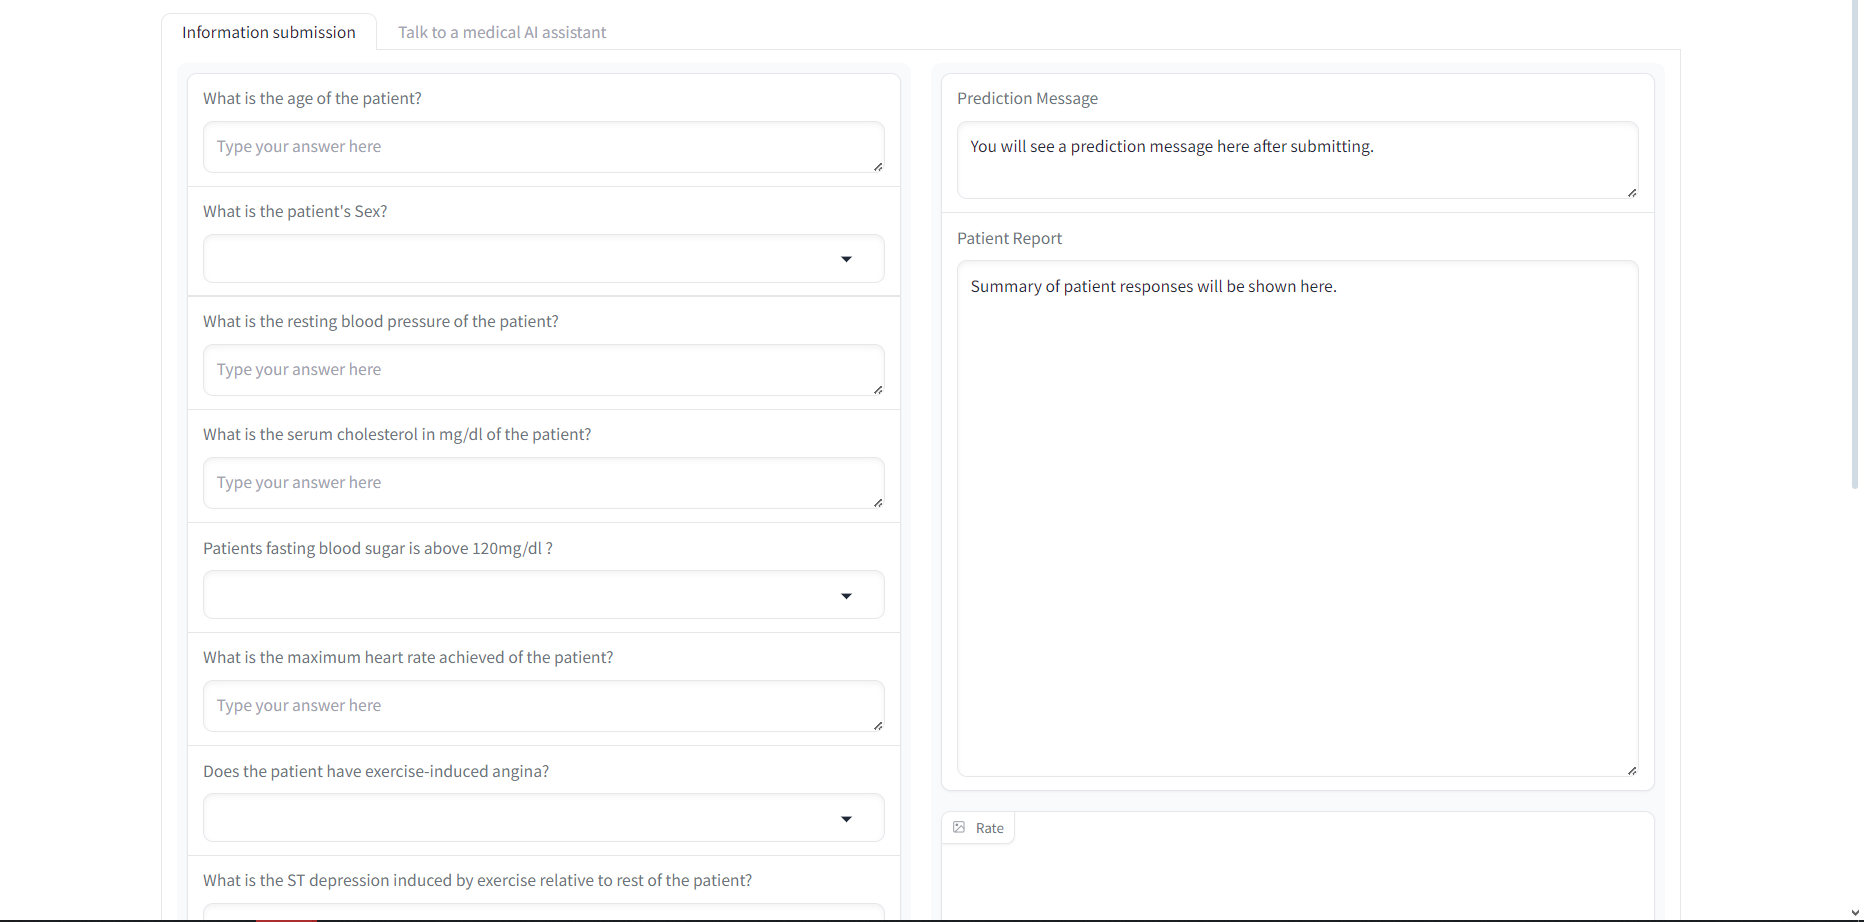 Information submission
Talk to a medical AI assistant
What is the age of the patient?
Type your answer here
What is the patient's Sex?
What is the resting blood pressure of the patient?
Type your answer here
What is the serum cholesterol in mg/dl of the patient?
Type your answer here
Patients fasting blood sugar is above 120mg/dl ?
What is the maximum heart rate achieved of the patient?
Type your answer here
Does the patient have exercise-induced angina?
What is the ST depression induced by exercise relative to rest of the patient?
Prediction Message
You will see a prediction message here after submitting.
Patient Report
Summary of patient responses will be shown here.
Rate